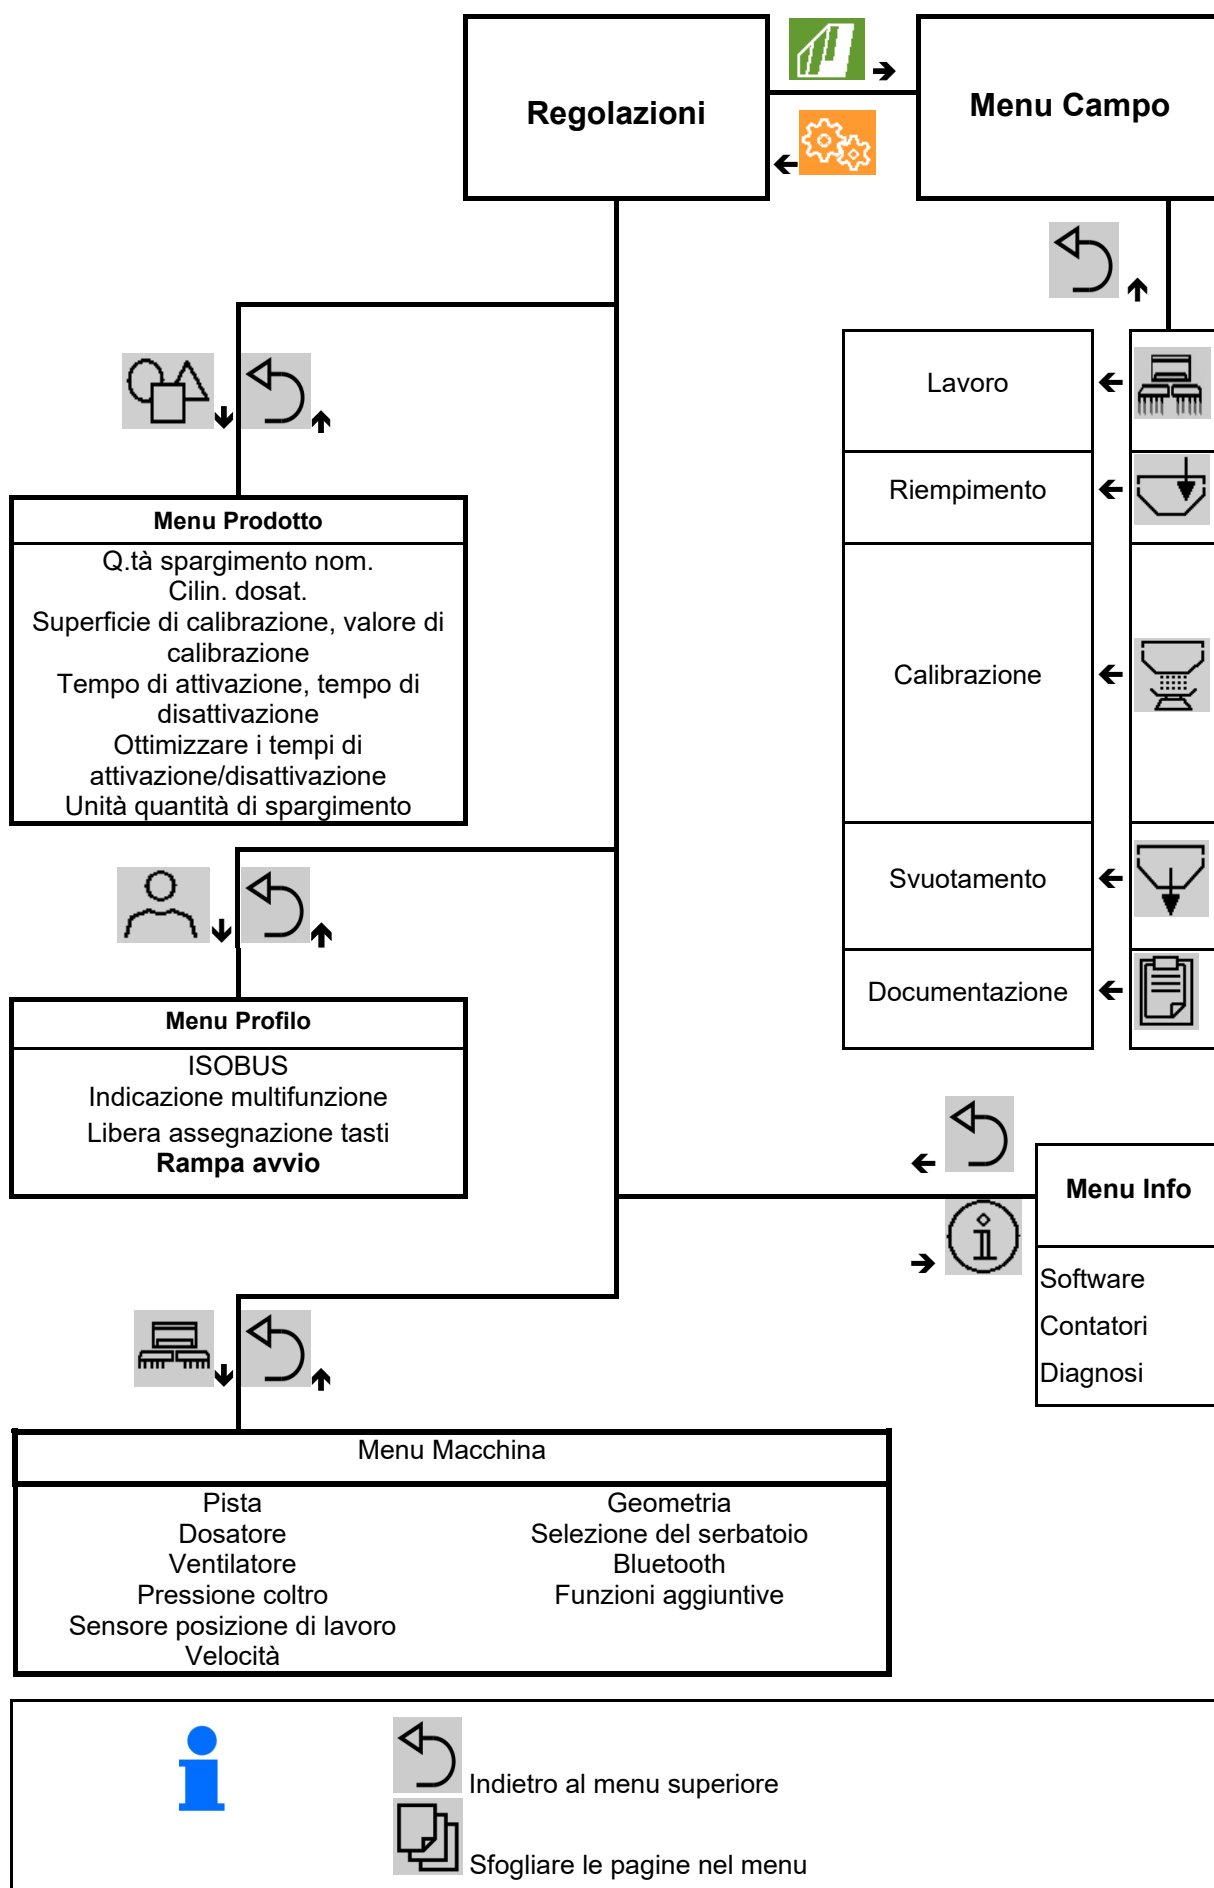 Regolazioni
Menu Campo
Lavoro
Riempimento
Calibrazione
Svuotamento
Documentazione
Menu Prodotto
Q.tà spargimento nom.
Cilin. dosat.
Superficie di calibrazione, valore di
calibrazione
Tempo di attivazione, tempo di
disattivazione
Ottimizzare i tempi di
attivazione/disattivazione
Unità quantità di spargimento
Menu Profilo
ISOBUS
Indicazione multifunzione
Libera assegnazione tasti
Rampa avvio
Menu Info
Software
Contatori
Diagnosi
Menu Macchina
Pista
Dosatore
Ventilatore
Pressione coltro
Sensore posizione di lavoro
Velocità
Geometria
Selezione del serbatoio
Bluetooth
Funzioni aggiuntive
Indietro al menu superiore
Sfogliare le pagine nel menu